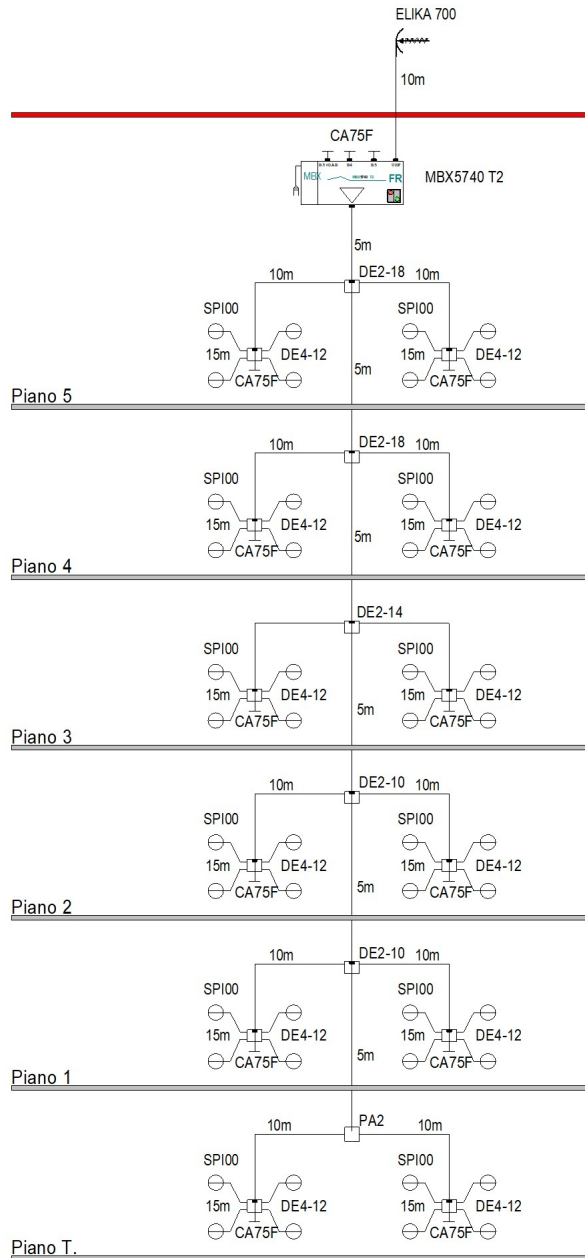 ELIKA 700
10m
CA75F
MBX
FR
MBX5740 T2
5m
DE2-18
10m 10m
SPI00 SPI00
15m DE4-12 15m DE4-12
CA75F CA75F
5m
Piano 5
DE2-18
10m 10m
SPI00 SPI00
15m DE4-12 15m DE4-12
CA75F CA75F
5m
Piano 4
DE2-14
SPI00 SPI00
15m DE4-12 15m DE4-12
CA75F CA75F
5m
Piano 3
DE2-10
10m 10m
SPI00 SPI00
15m DE4-12 15m DE4-12
CA75F CA75F
5m
Piano 2
DE2-10
10m 10m
SPI00 SPI00
15m DE4-12 15m DE4-12
CA75F CA75F
5m
Piano 1
PA2
10m 10m
SPI00 SPI00
15m DE4-12 15m DE4-12
CA75F CA75F
Piano T.